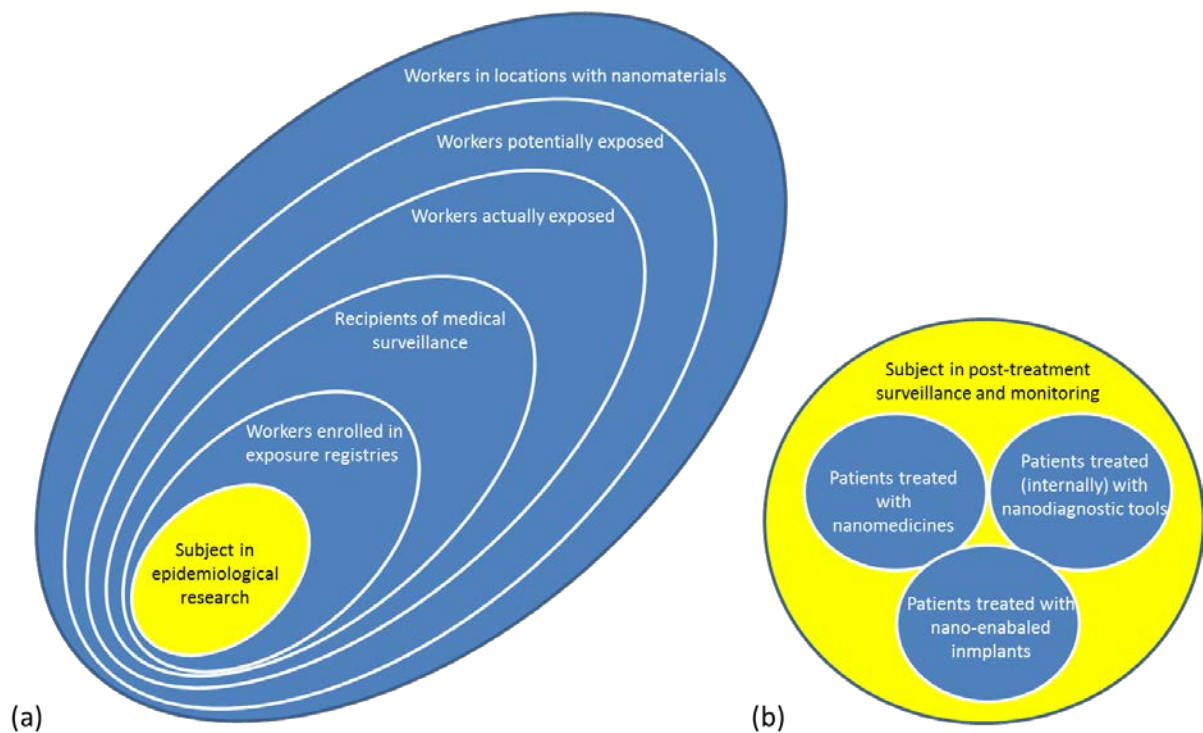 Workers in locations with nanomaterials
Workers potentially exposed
Workers actually exposed
Recipients of medical
surveillance
Workers enrolled in
exposure registries
Subject in
epidemiological
research
(a)
Subject in post-treatment
surveillance and monitoring
Patients treated
with
nanomedicines
Patients treated
(internally) with
nanodiagnostic tools
Patients treated with
nano-enabaled
inmplants
(b)